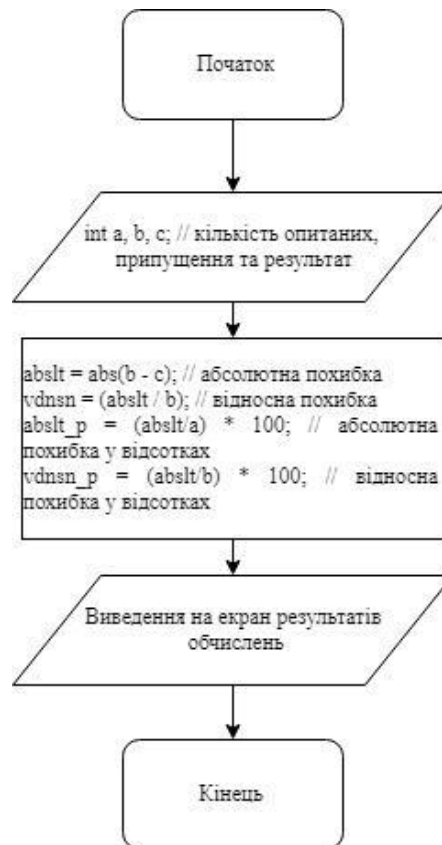 Початок
int a, b, c; // кількість опитаних,
припущення та результат
abslt = abs(b - c); // абсолютна похибка
vdnsn = (abslt / b); // відносна похибка
abslt_p = (abslt/a) * 100; // абсолютна
похибка у відсотках
vdnsn_p = (abslt/b) * 100; // відносна
похибка у відсотках
Виведення на екран результатів
обчислень
Кінець